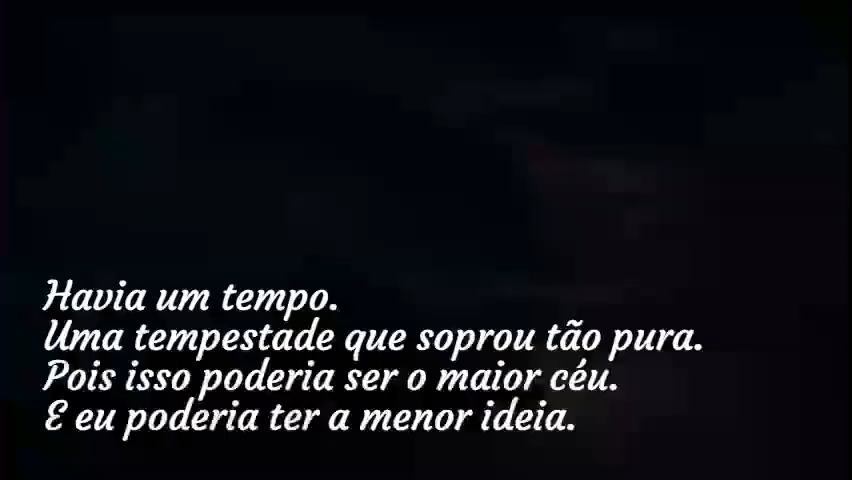 Havia um tempo.
Uma tempestade que soprou tão pura.
Pois isso poderia ser o maior céu.
E eu poderia ter a menor ideia.